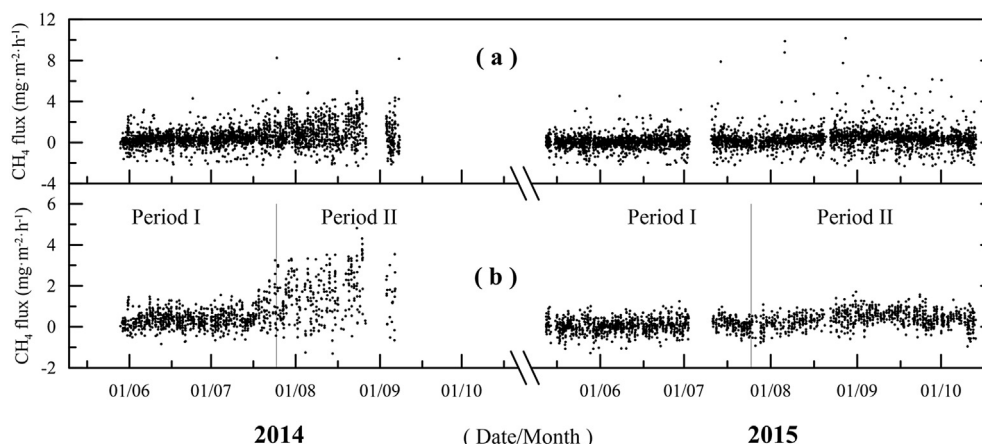 12
8
4
0
-4
CH₄ flux (mg·m⁻²·h⁻¹)
( a )
6
4
2
0
-2
CH₄ flux (mg·m⁻²·h⁻¹)
Period I
Period II
Period I
Period II
( b )
01/06 01/07 01/08 01/09 01/10 01/06 01/07 01/08 01/09 01/10
2014 ( Date/Month ) 2015